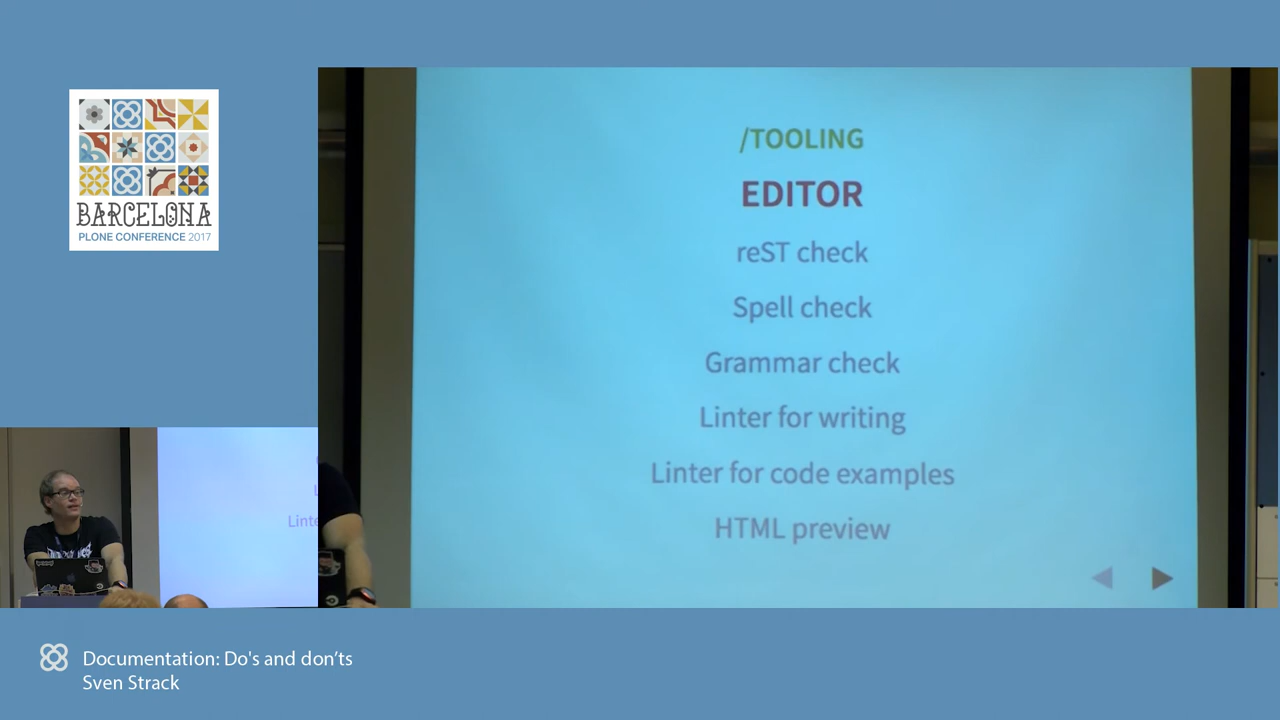 BARCELONA
PLONE CONFERENCE 2017
/TOOLING
EDITOR
reST check
Spell check
Grammar check
Linter for writing
Linter for code examples
HTML preview
Linte
Documentation: Do's and don’ts
Sven Strack